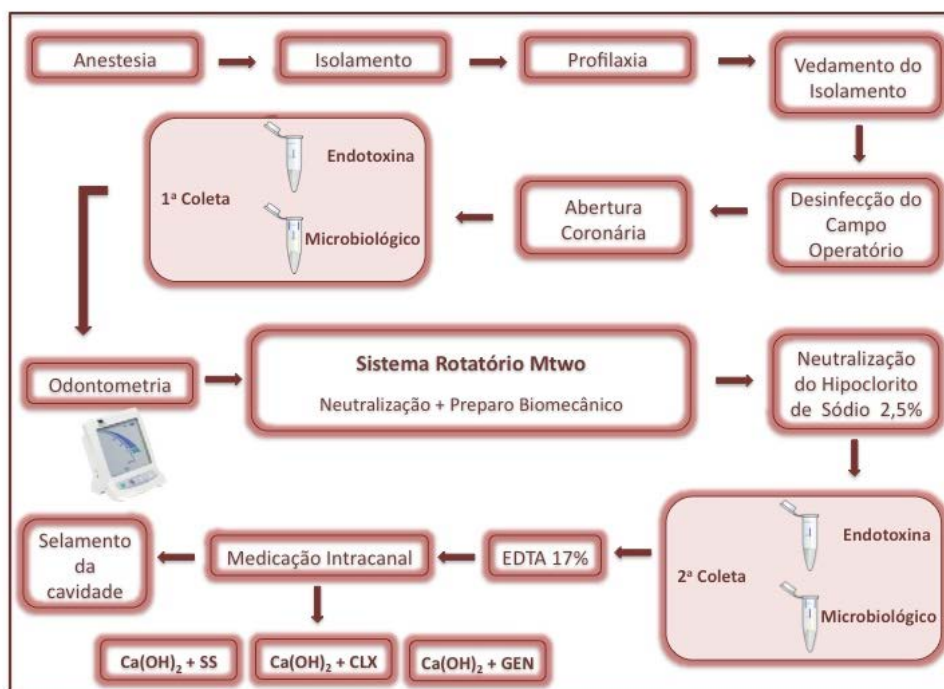 Anestesia
Isolamento
Profilaxia
Vedamento do
Isolamento
Desinfecção do
Campo
Operatório
Abertura
Coronária
1ª Coleta
Endotoxina
Microbiológico
Odontometria
Sistema Rotatório Mtwo
Neutralização + Preparo Biomecânico
Neutralização
do Hipoclorito
de Sódio 2,5%
2ª Coleta
Endotoxina
Microbiológico
EDTA 17%
Medicação Intracanal
Selamento
da
cavidade
Ca(OH)₂ + SS
Ca(OH)₂ + CLX
Ca(OH)₂ + GEN